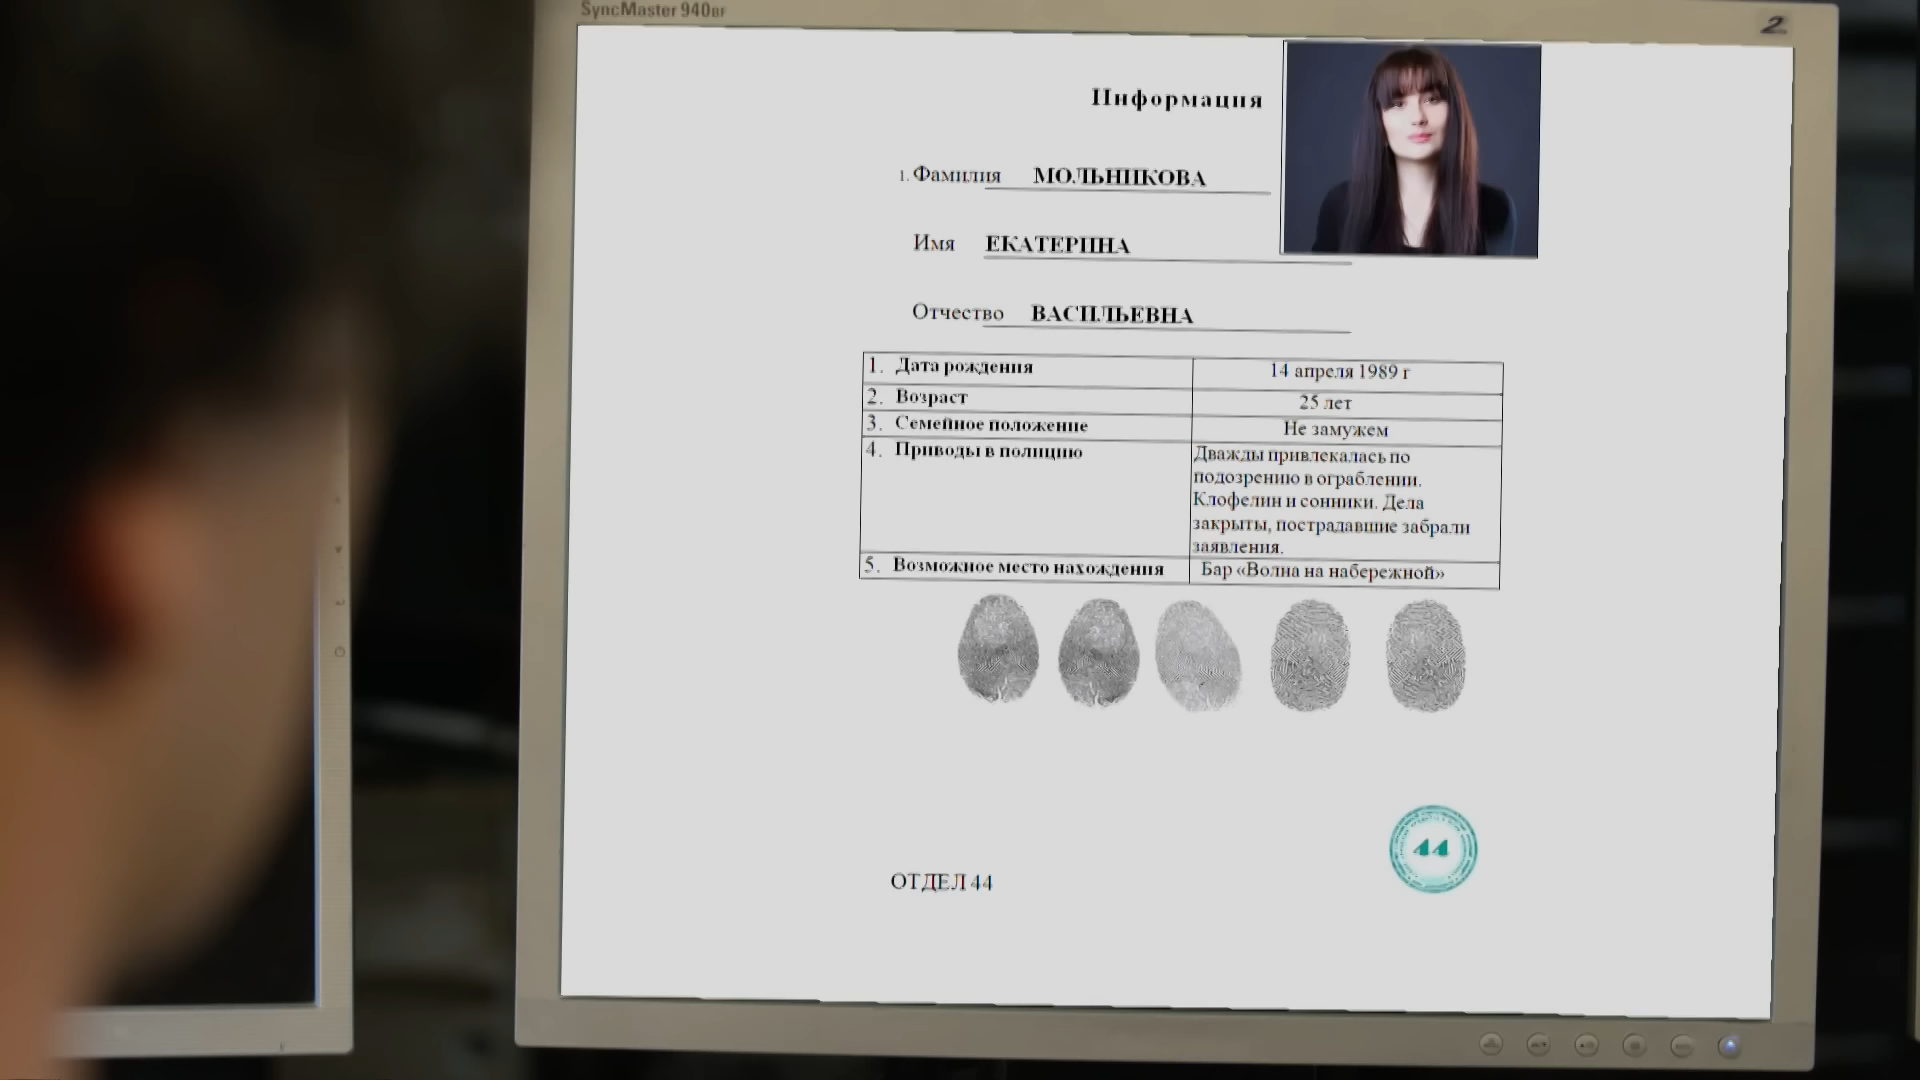 SyncMaster 940BF
2
Информация
1. Фамилия МОЛЬНИКОВА
Имя ЕКАТЕРИНА
Отчество ВАСИЛЬЕВНА
1. Дата рождения 14 апреля 1989 г
2. Возраст 25 лет
3. Семейное положение Не замужем
4. Приводы в полицию Дважды привлекалась по
подозрению в ограблении.
Клофелин и сонники. Дела
закрыты, пострадавшие забрали
заявления.
5. Возможное место нахождения Бар «Волна на набережной»
44
ОТДЕЛ 44